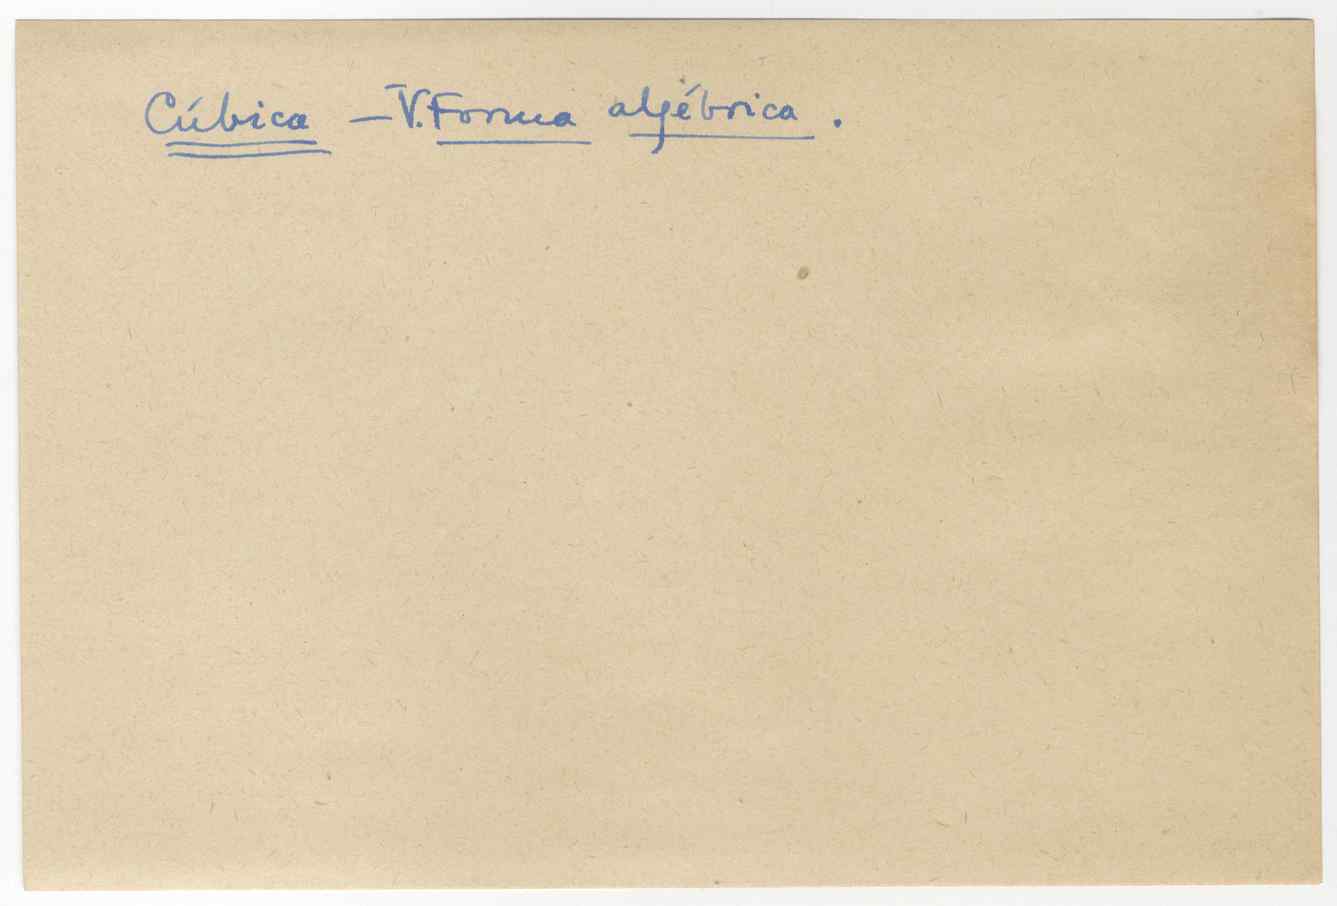 Cúbica — V. Forma algébrica.